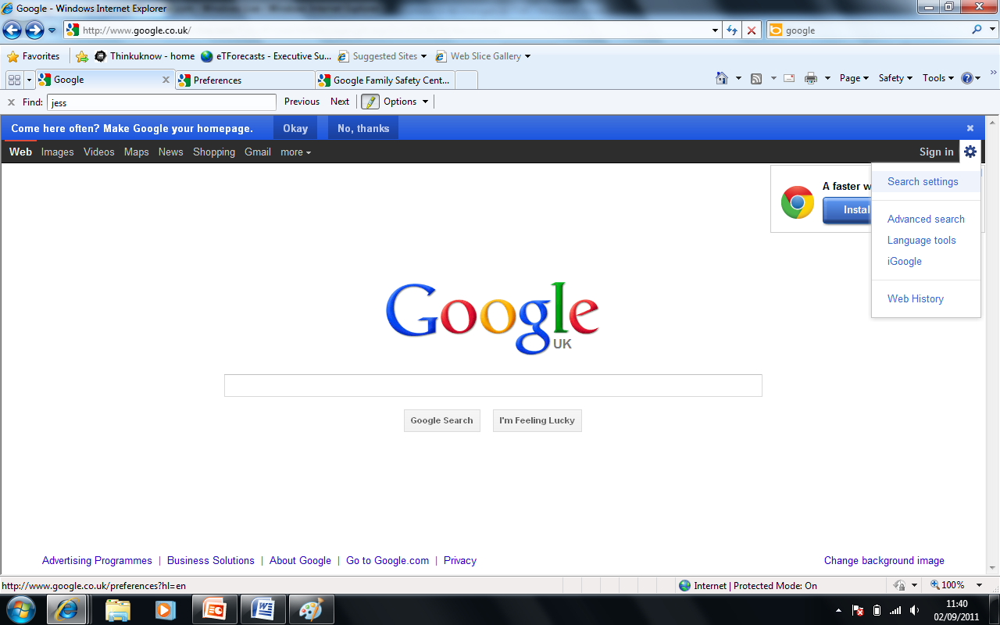 Google - Windows Internet Explorer
http://www.google.co.uk/
google
Favorites
Thinkuknow - home
eTForecasts - Executive Su...
Suggested Sites
Web Slice Gallery
Google
Preferences
Google Family Safety Cent...
Page
Safety
Tools
Find:
jess
Previous
Next
Options
Come here often? Make Google your homepage.
Okay
No, thanks
Web Images Videos Maps News Shopping Gmail more
Sign in
Search settings
Advanced search
Language tools
iGoogle
Web History
A faster w
Instal
Google
UK
Google Search
I'm Feeling Lucky
Advertising Programmes | Business Solutions | About Google | Go to Google.com | Privacy
Change background image
http://www.google.co.uk/preferences?hl=en
Internet | Protected Mode: On
100%
11:40
02/09/2011